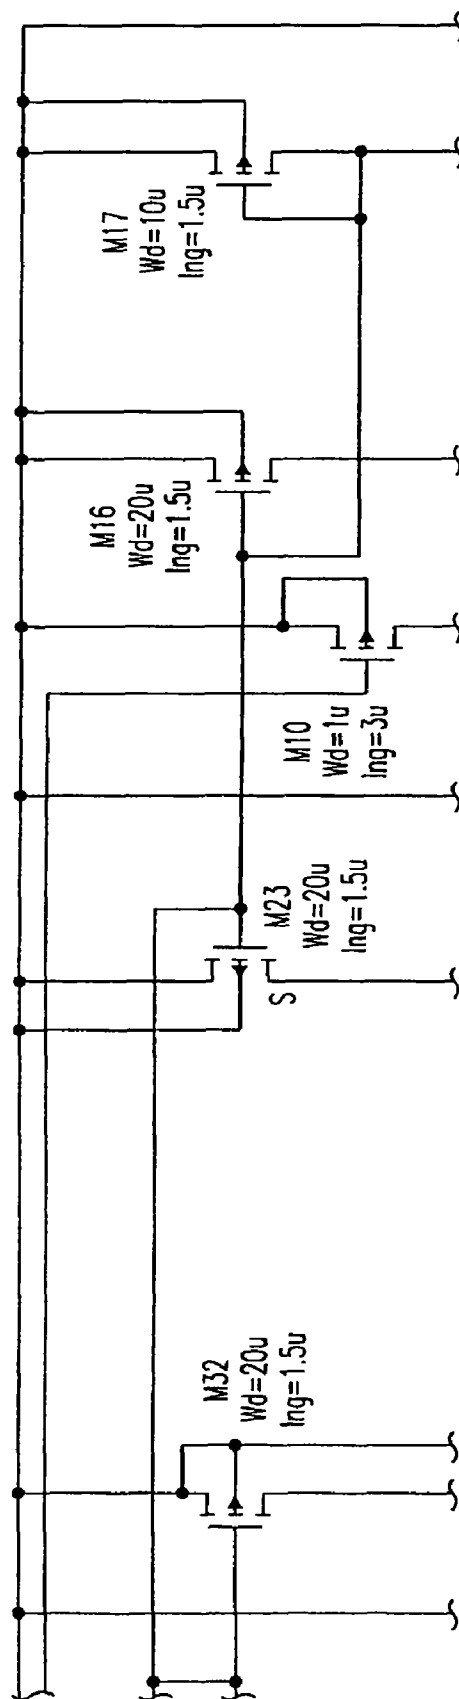 M17
Wd=10u
lng=1.5u
M16
Wd=20u
lng=1.5u
M10
Wd=1u
lng=3u
M23
Wd=20u
lng=1.5u
S
M32
Wd=20u
lng=1.5u